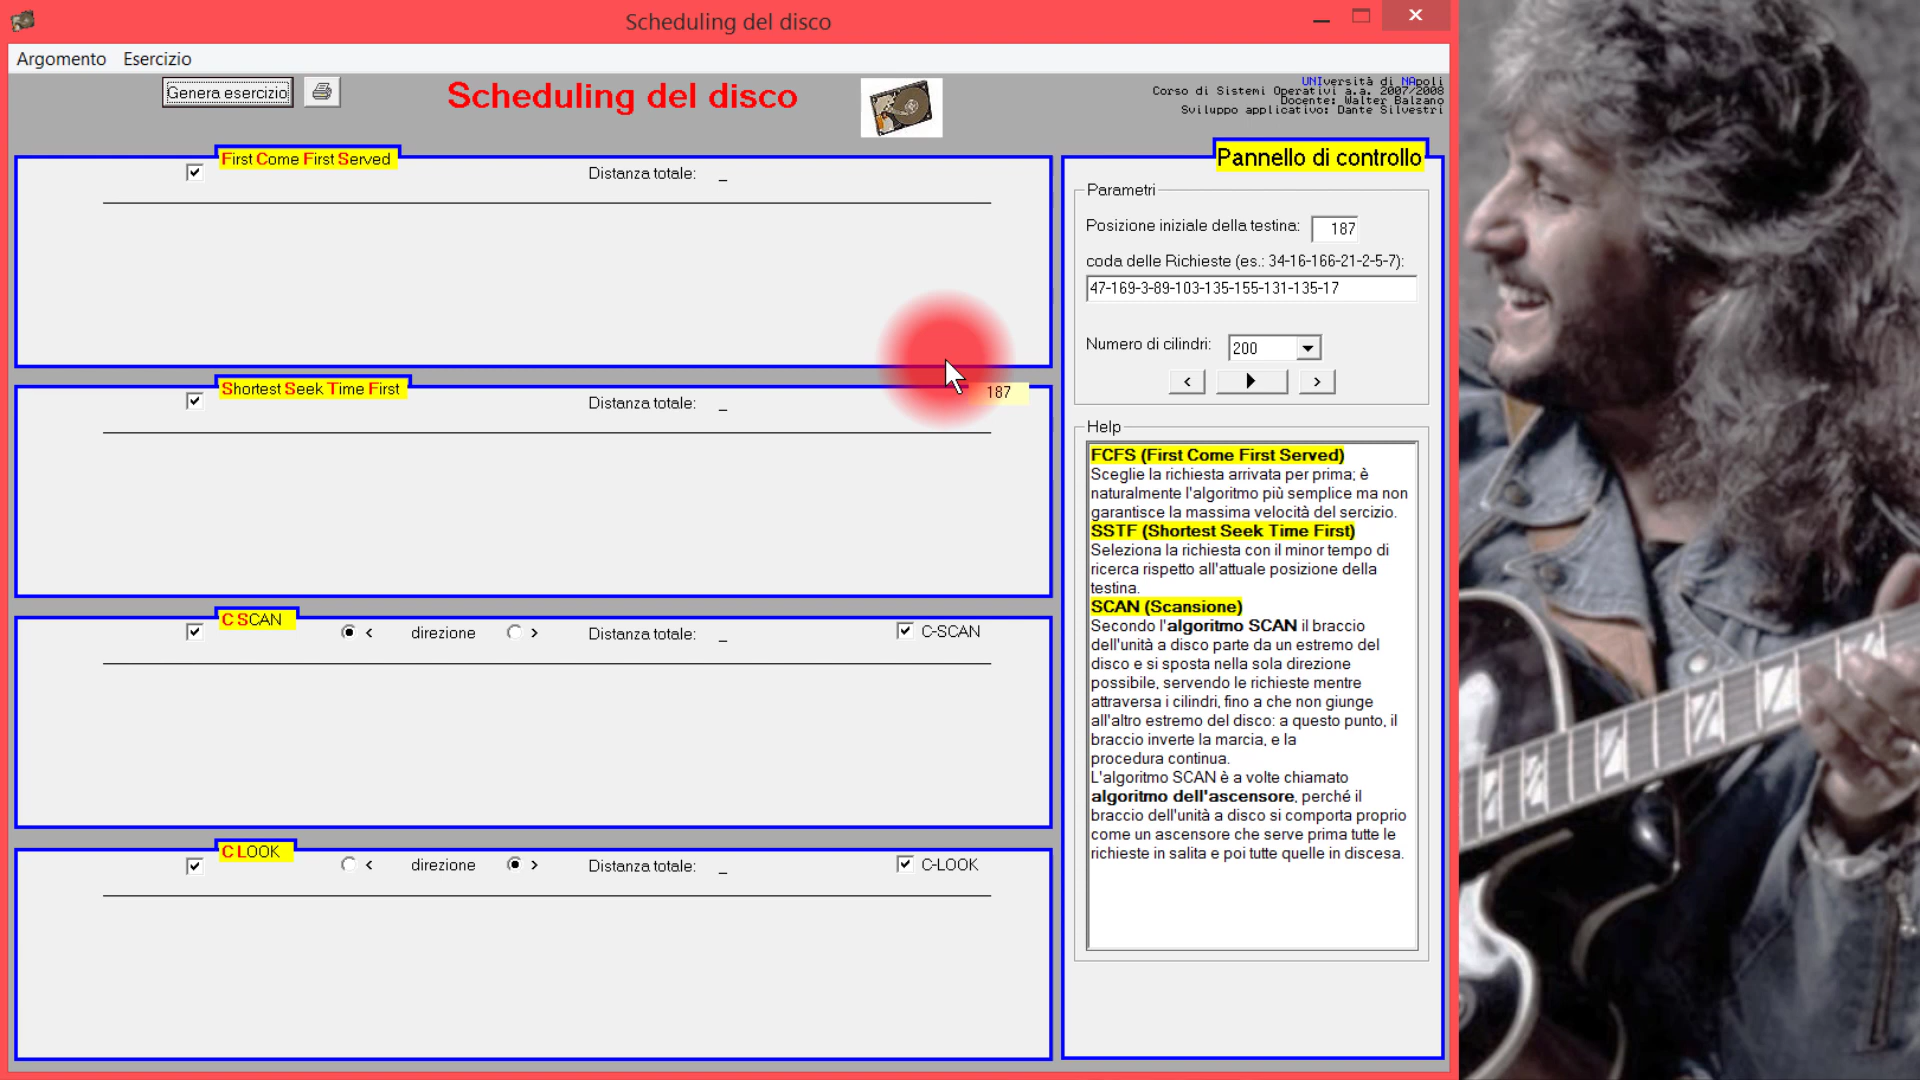 Scheduling del disco
Argomento Esercizio
Genera esercizio
Scheduling del disco
UNIversità di NApoli
Corso di Sistemi Operativi a.a. 2007/2008
Docente: Walter Balzano
Sviluppo applicativo: Dante Silvestri
First Come First Served
Distanza totale: _
Shortest Seek Time First
Distanza totale: _
187
C SCAN
< direzione > Distanza totale: _ C-SCAN
C LOOK
< direzione > Distanza totale: _ C-LOOK
Pannello di controllo
Parametri
Posizione iniziale della testina: 187
coda delle Richieste (es.: 34-16-166-21-2-5-7):
47-169-3-89-103-135-155-131-135-17
Numero di cilindri: 200
< >
Help
FCFS (First Come First Served)
Sceglie la richiesta arrivata per prima; è
naturalmente l'algoritmo più semplice ma non
garantisce la massima velocità del sercizio.
SSTF (Shortest Seek Time First)
Seleziona la richiesta con il minor tempo di
ricerca rispetto all'attuale posizione della
testina.
SCAN (Scansione)
Secondo l'algoritmo SCAN il braccio
dell'unità a disco parte da un estremo del
disco e si sposta nella sola direzione
possibile, servendo le richieste mentre
attraversa i cilindri, fino a che non giunge
all'altro estremo del disco: a questo punto, il
braccio inverte la marcia, e la
procedura continua.
L'algoritmo SCAN è a volte chiamato
algoritmo dell'ascensore, perché il
braccio dell'unità a disco si comporta proprio
come un ascensore che serve prima tutte le
richieste in salita e poi tutte quelle in discesa.